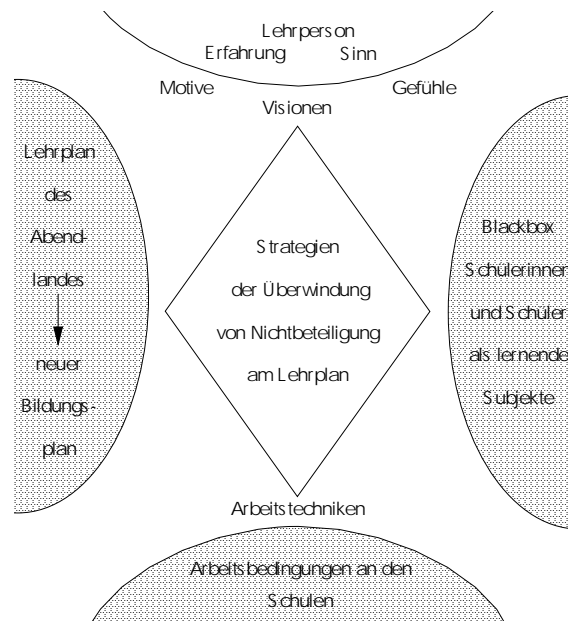 Lehrperson
Erfahrung Sinn
Motive Gefühle
Visionen
Lehrplan
des
Abend-
landes
neuer
Bildungs-
plan
Strategien
der Überwindung
von Nichtbeteiligung
am Lehrplan
Blackbox
Schülerinnen
und Schüler
als lernende
Subjekte
Arbeitstechniken
Arbeitsbedingungen an den
Schulen